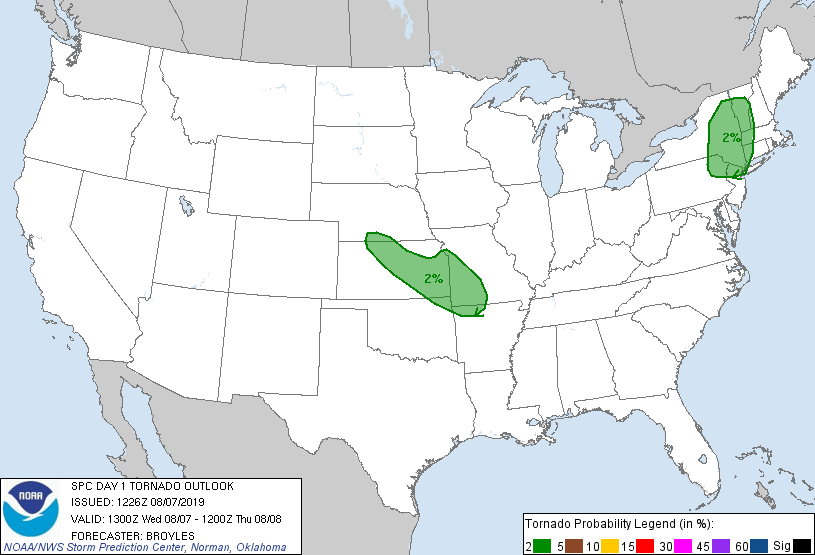 2%
2%
NOAA
SPC DAY 1 TORNADO OUTLOOK
ISSUED: 1226Z 08/07/2019
VALID: 1300Z Wed 08/07 - 1200Z Thu 08/08
FORECASTER: BROYLES
NOAA/NWS Storm Prediction Center, Norman, Oklahoma
Tornado Probability Legend (in %):
2 5 10 15 30 45 60 Sig